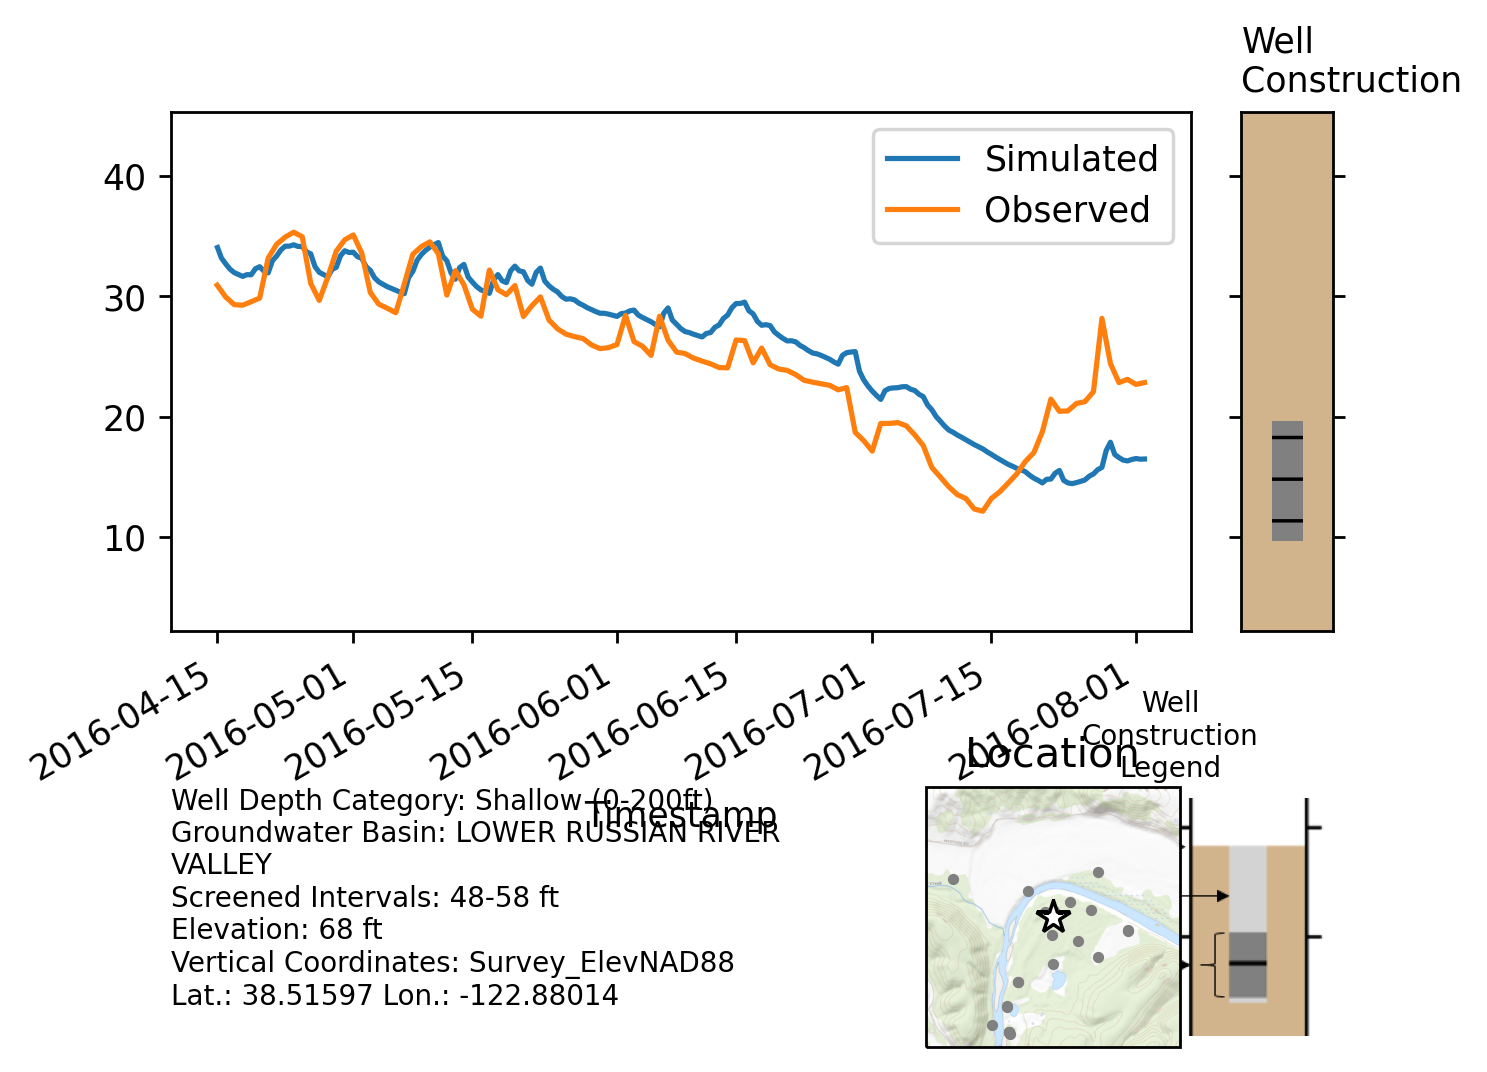 Well
Construction
Simulated
Observed
40
30
20
10
2016-04-15
2016-05-01
2016-05-15
2016-06-01
2016-06-15
2016-07-01
2016-07-15
2016-08-01
Timestamp
Well
Construction
Legend
Location
Well Depth Category: Shallow (0-200ft)
Groundwater Basin: LOWER RUSSIAN RIVER
VALLEY
Screened Intervals: 48-58 ft
Elevation: 68 ft
Vertical Coordinates: Survey_ElevNAD88
Lat.: 38.51597 Lon.: -122.88014